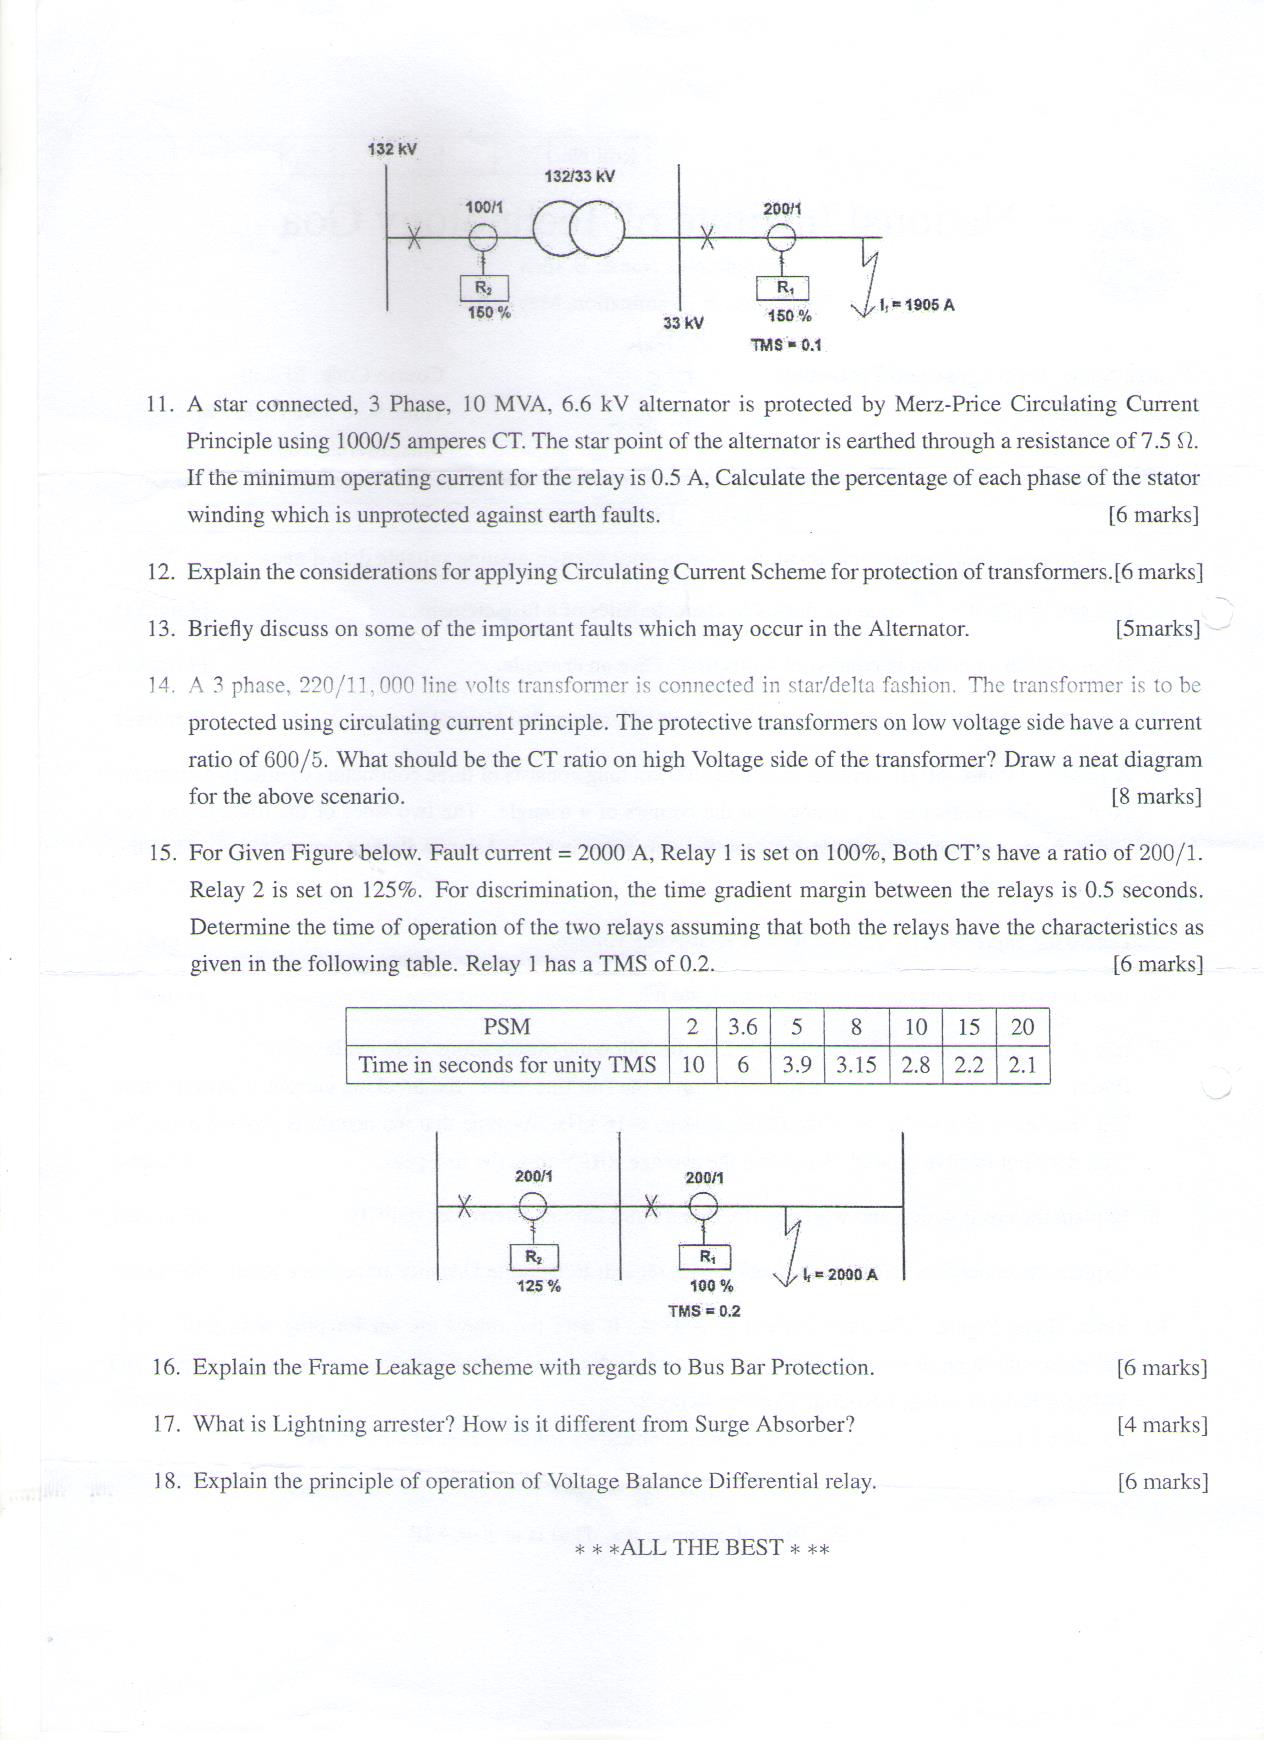 132 kV
132/33 kV
100/1
200/1
R₂
R₁
150 %
33 kV
150 %
I_f = 1905 A
TMS = 0.1
11. A star connected, 3 Phase, 10 MVA, 6.6 kV alternator is protected by Merz-Price Circulating Current
Principle using 1000/5 amperes CT. The star point of the alternator is earthed through a resistance of 7.5 Ω.
If the minimum operating current for the relay is 0.5 A, Calculate the percentage of each phase of the stator
winding which is unprotected against earth faults. [6 marks]
12. Explain the considerations for applying Circulating Current Scheme for protection of transformers.[6 marks]
13. Briefly discuss on some of the important faults which may occur in the Alternator. [5marks]
14. A 3 phase, 220/11,000 line volts transformer is connected in star/delta fashion. The transformer is to be
protected using circulating current principle. The protective transformers on low voltage side have a current
ratio of 600/5. What should be the CT ratio on high Voltage side of the transformer? Draw a neat diagram
for the above scenario. [8 marks]
15. For Given Figure below. Fault current = 2000 A, Relay 1 is set on 100%, Both CT's have a ratio of 200/1.
Relay 2 is set on 125%. For discrimination, the time gradient margin between the relays is 0.5 seconds.
Determine the time of operation of the two relays assuming that both the relays have the characteristics as
given in the following table. Relay 1 has a TMS of 0.2. [6 marks]
PSM 2 3.6 5 8 10 15 20
Time in seconds for unity TMS 10 6 3.9 3.15 2.8 2.2 2.1
200/1
200/1
R₂
R₁
125 %
100 %
I_f = 2000 A
TMS = 0.2
16. Explain the Frame Leakage scheme with regards to Bus Bar Protection. [6 marks]
17. What is Lightning arrester? How is it different from Surge Absorber? [4 marks]
18. Explain the principle of operation of Voltage Balance Differential relay. [6 marks]
* * *ALL THE BEST * **